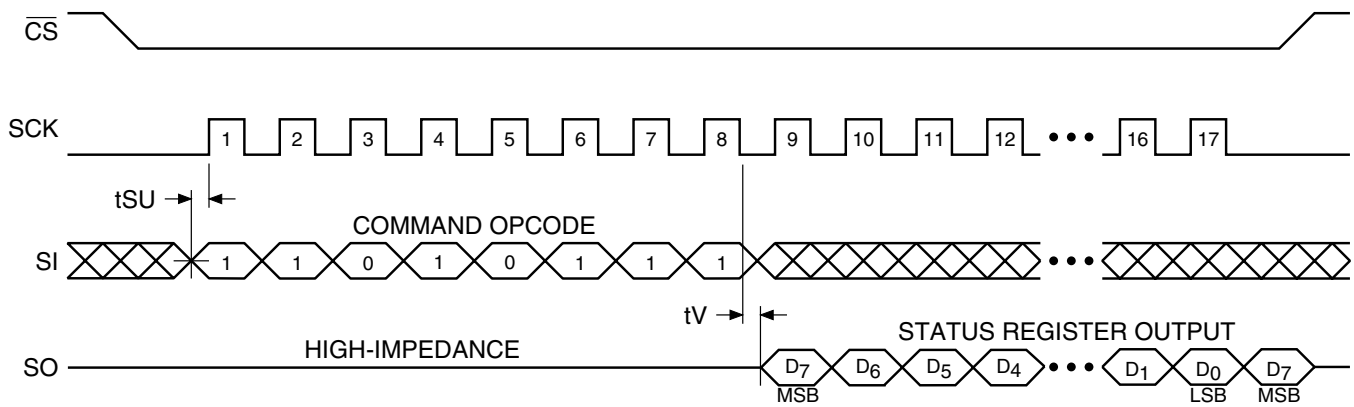 CS
SCK
1 2 3 4 5 6 7 8 9 10 11 12 16 17
tSU
COMMAND OPCODE
SI
1 1 0 1 0 1 1 1
tV
STATUS REGISTER OUTPUT
HIGH-IMPEDANCE
SO
D7 D6 D5 D4 D1 D0 D7
MSB LSB MSB